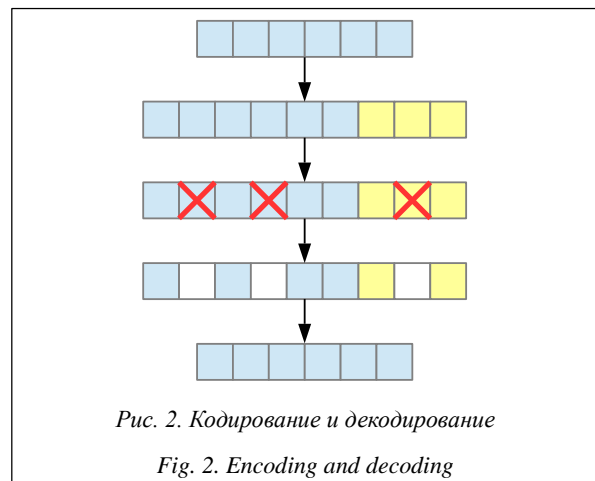 Рис. 2. Кодирование и декодирование
Fig. 2. Encoding and decoding